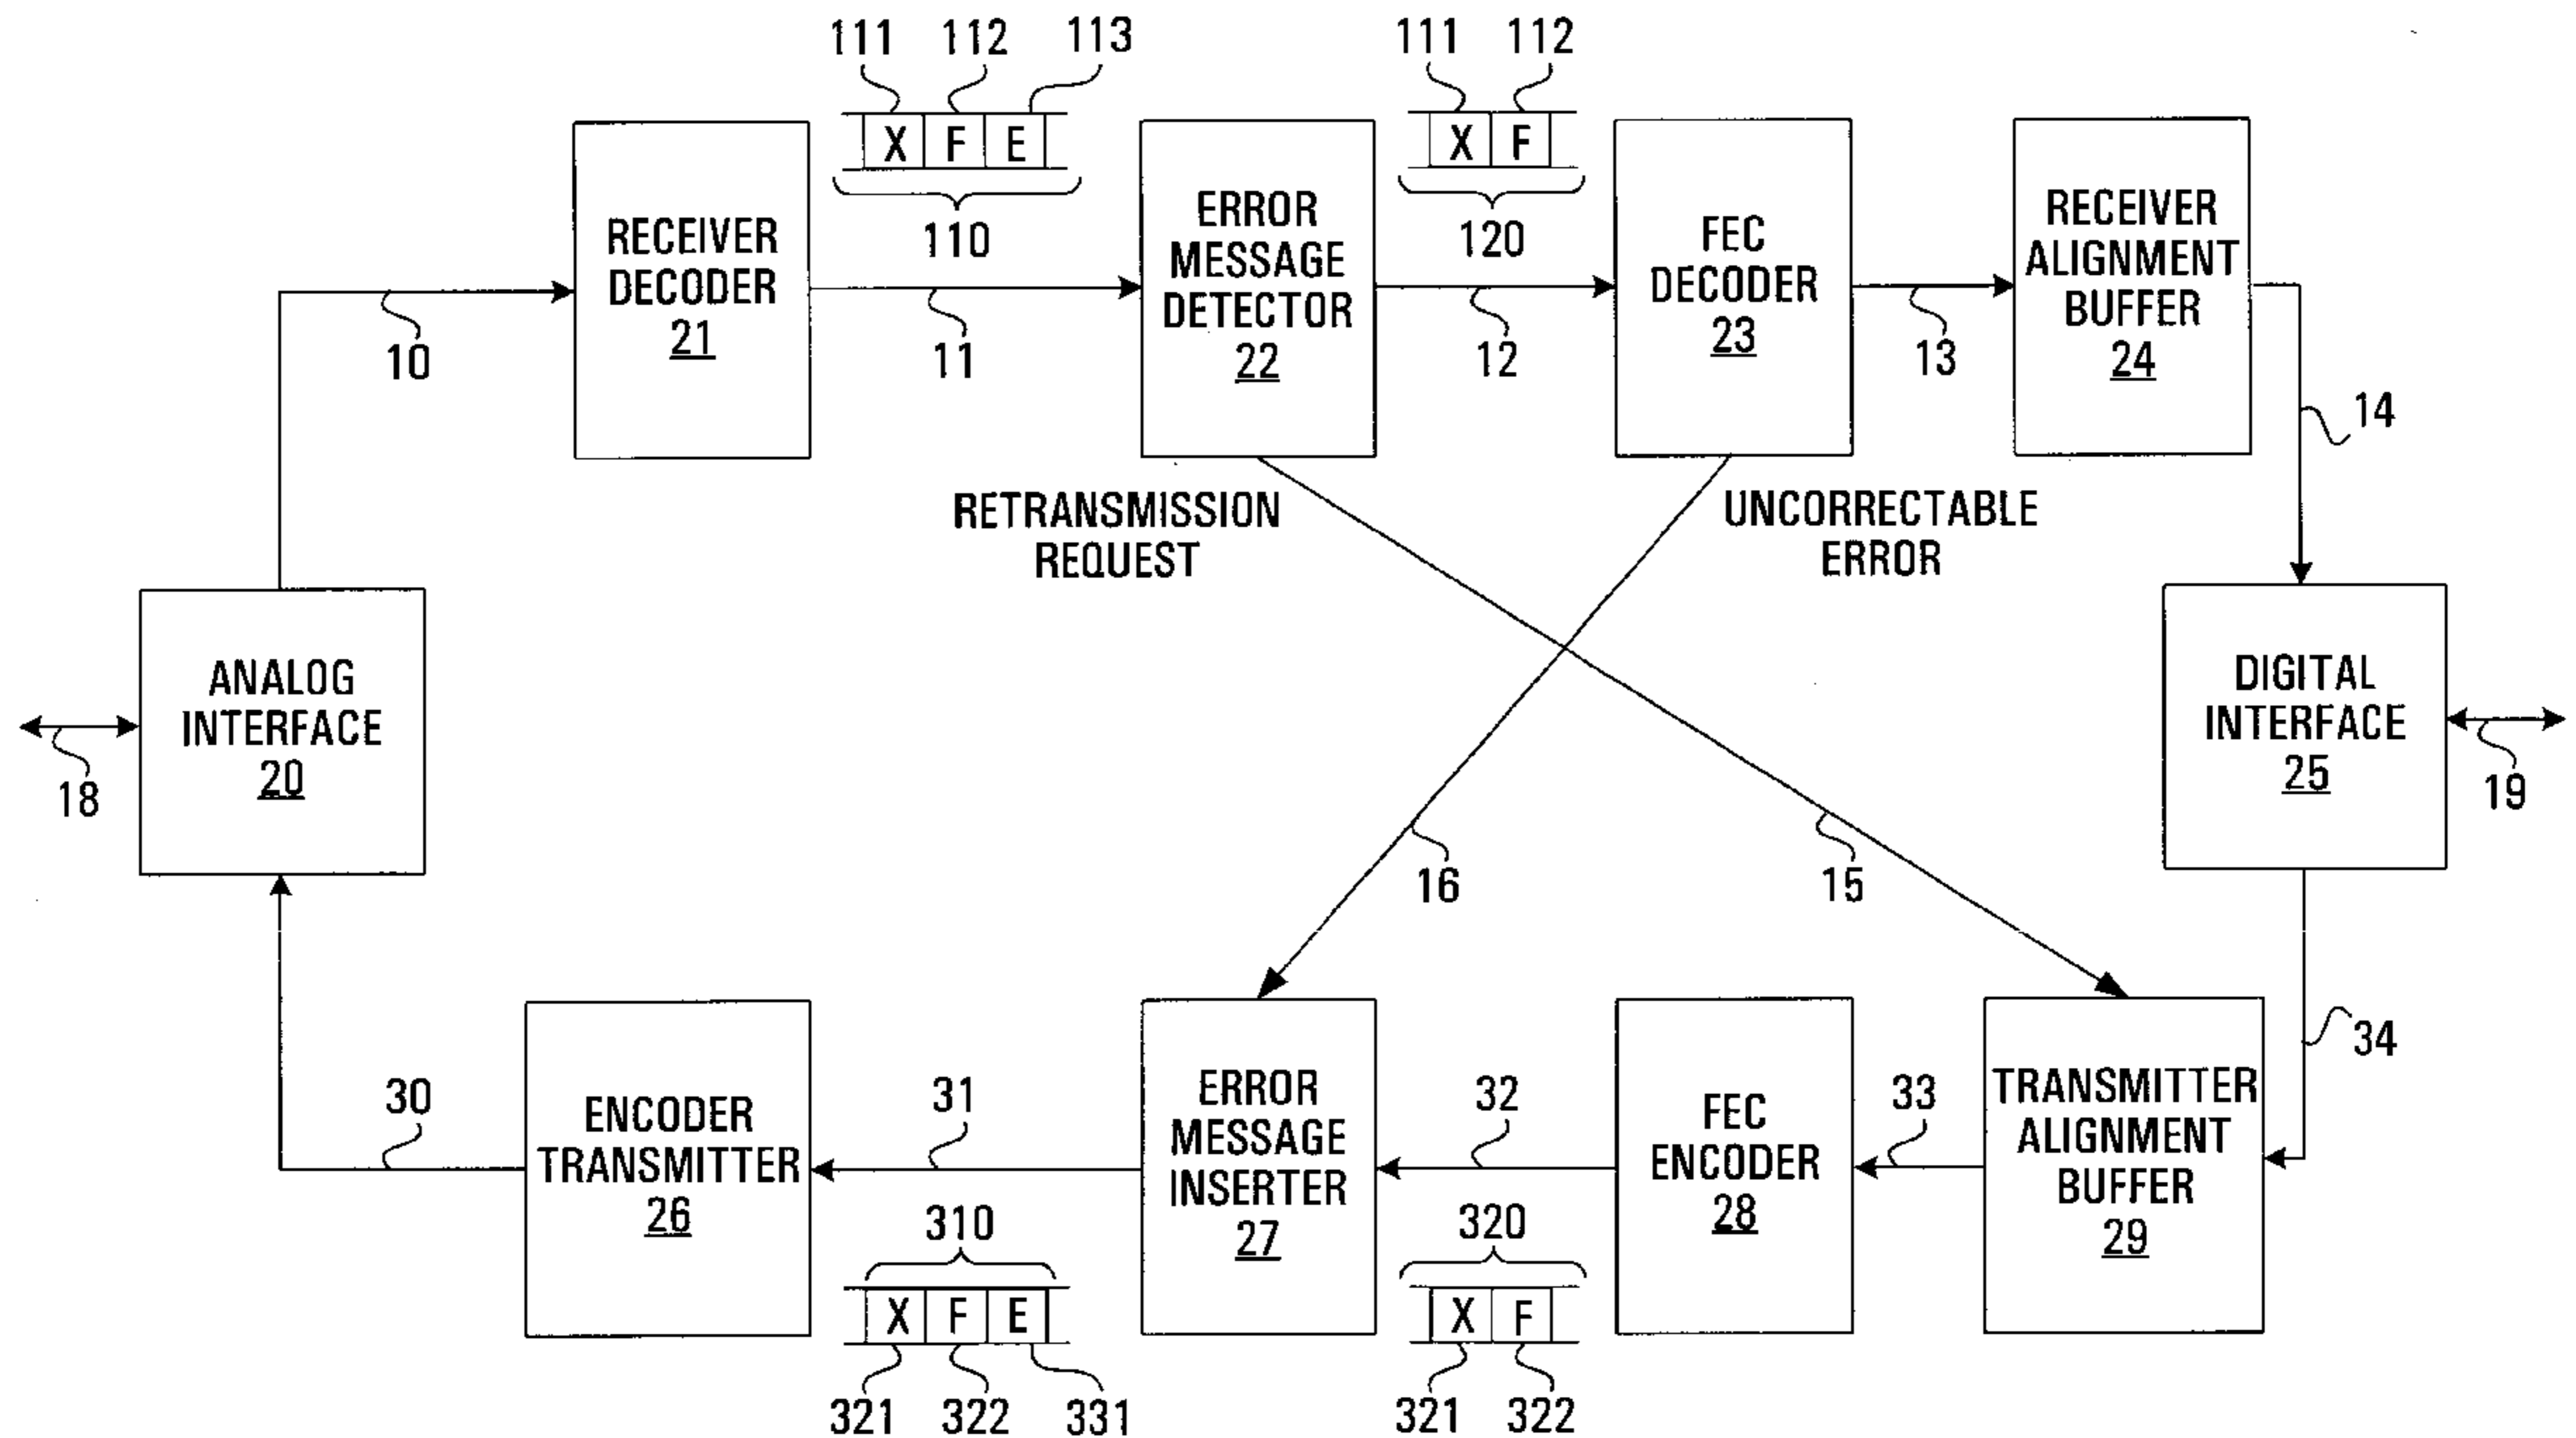 111 112 113
111 112
X F E
X F
110
120
RECEIVER
DECODER
21
ERROR
MESSAGE
DETECTOR
22
FEC
DECODER
23
RECEIVER
ALIGNMENT
BUFFER
24
10
11
12
13
14
RETRANSMISSION
REQUEST
UNCORRECTABLE
ERROR
ANALOG
INTERFACE
20
18
DIGITAL
INTERFACE
25
19
16
15
34
30
31
32
33
ENCODER
TRANSMITTER
26
ERROR
MESSAGE
INSERTER
27
FEC
ENCODER
28
TRANSMITTER
ALIGNMENT
BUFFER
29
310
320
X F E
X F
321 322 331
321 322